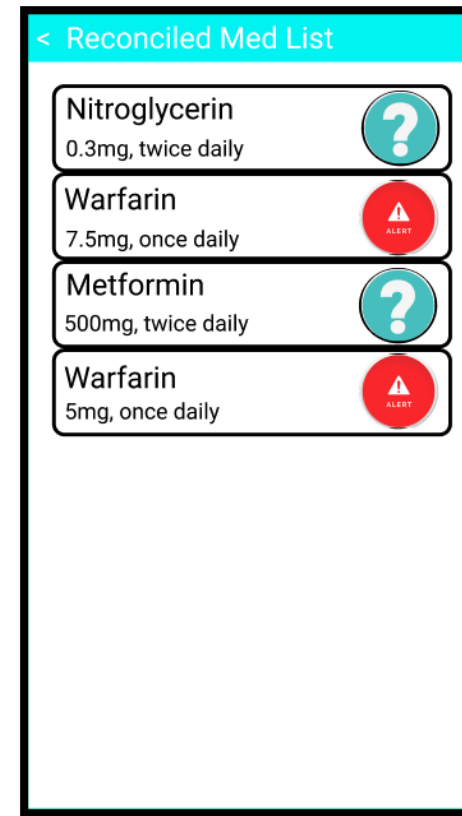 < Reconciled Med List
Nitroglycerin
?
0.3mg, twice daily
Warfarin
ALERT
7.5mg, once daily
Metformin
?
500mg, twice daily
Warfarin
ALERT
5mg, once daily